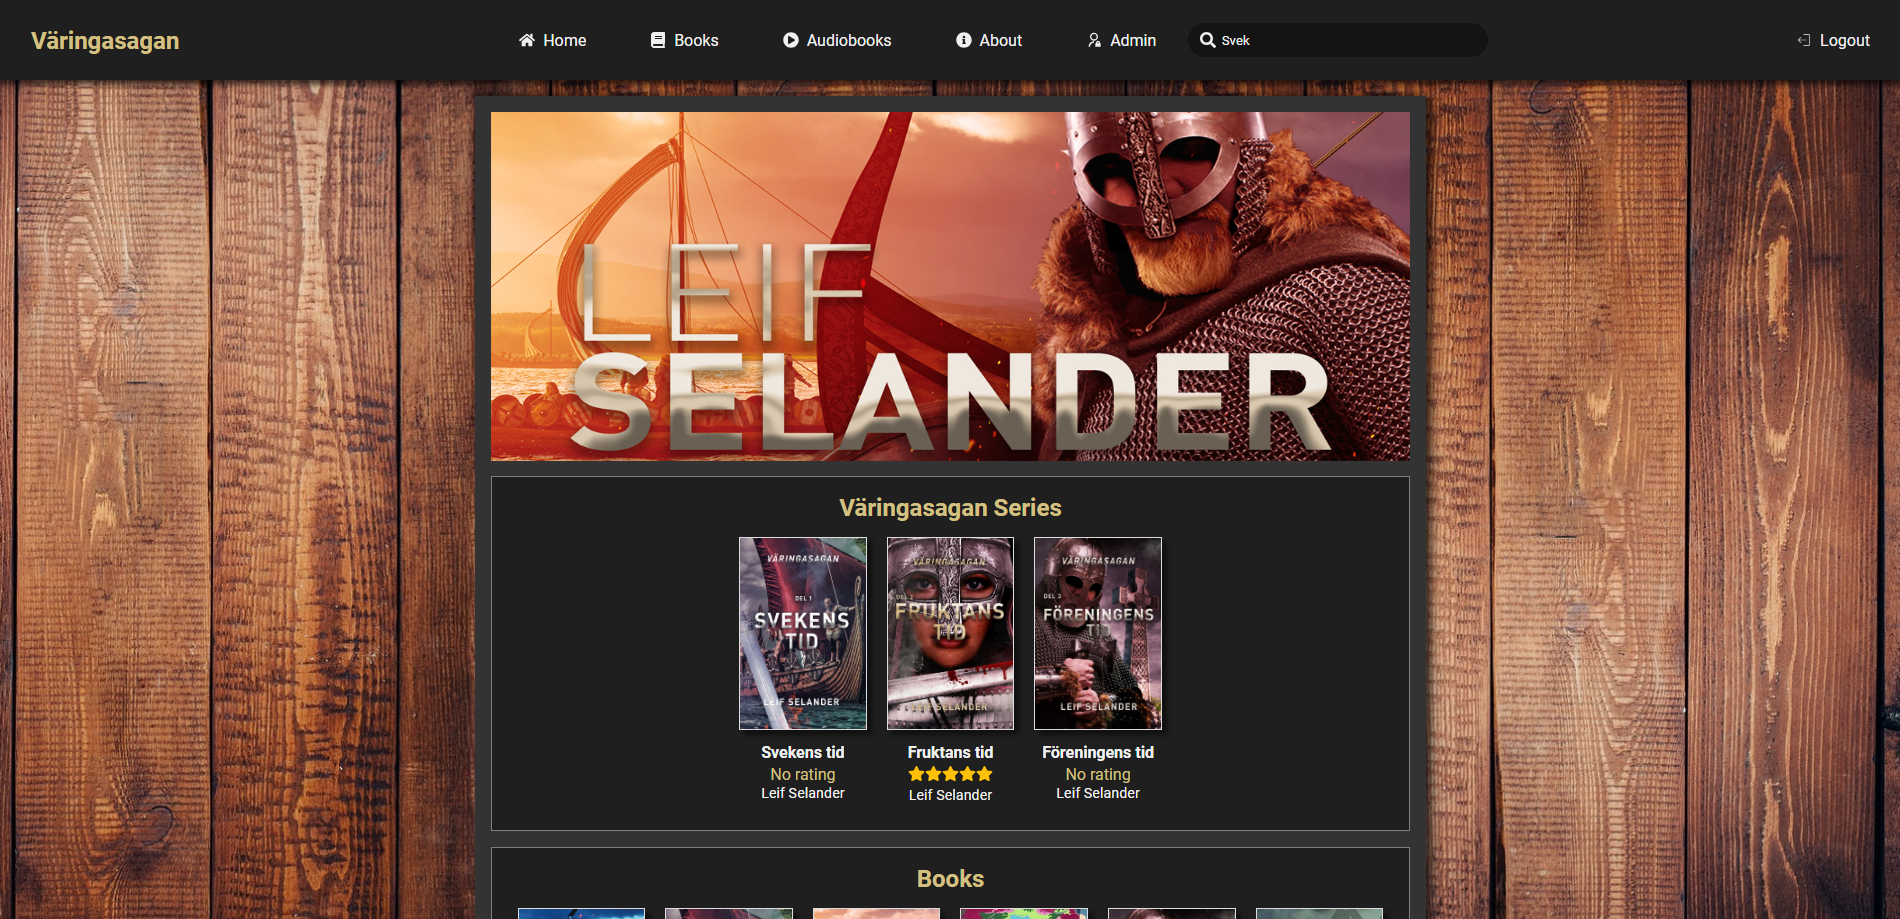 Väringasagan
Home
Books
Audiobooks
About
Admin
Svek
Logout
LEIF
SELANDER
Väringasagan Series
VÄRINGASAGAN
DEL 1
SVEKENS
TID
LEIF SELANDER
VÄRINGASAGAN
DEL 2
FRUKTANS
TID
LEIF SELANDER
VÄRINGASAGAN
DEL 3
FÖRENINGENS
TID
LEIF SELANDER
Svekens tid
No rating
Leif Selander
Fruktans tid
Leif Selander
Föreningens tid
No rating
Leif Selander
Books